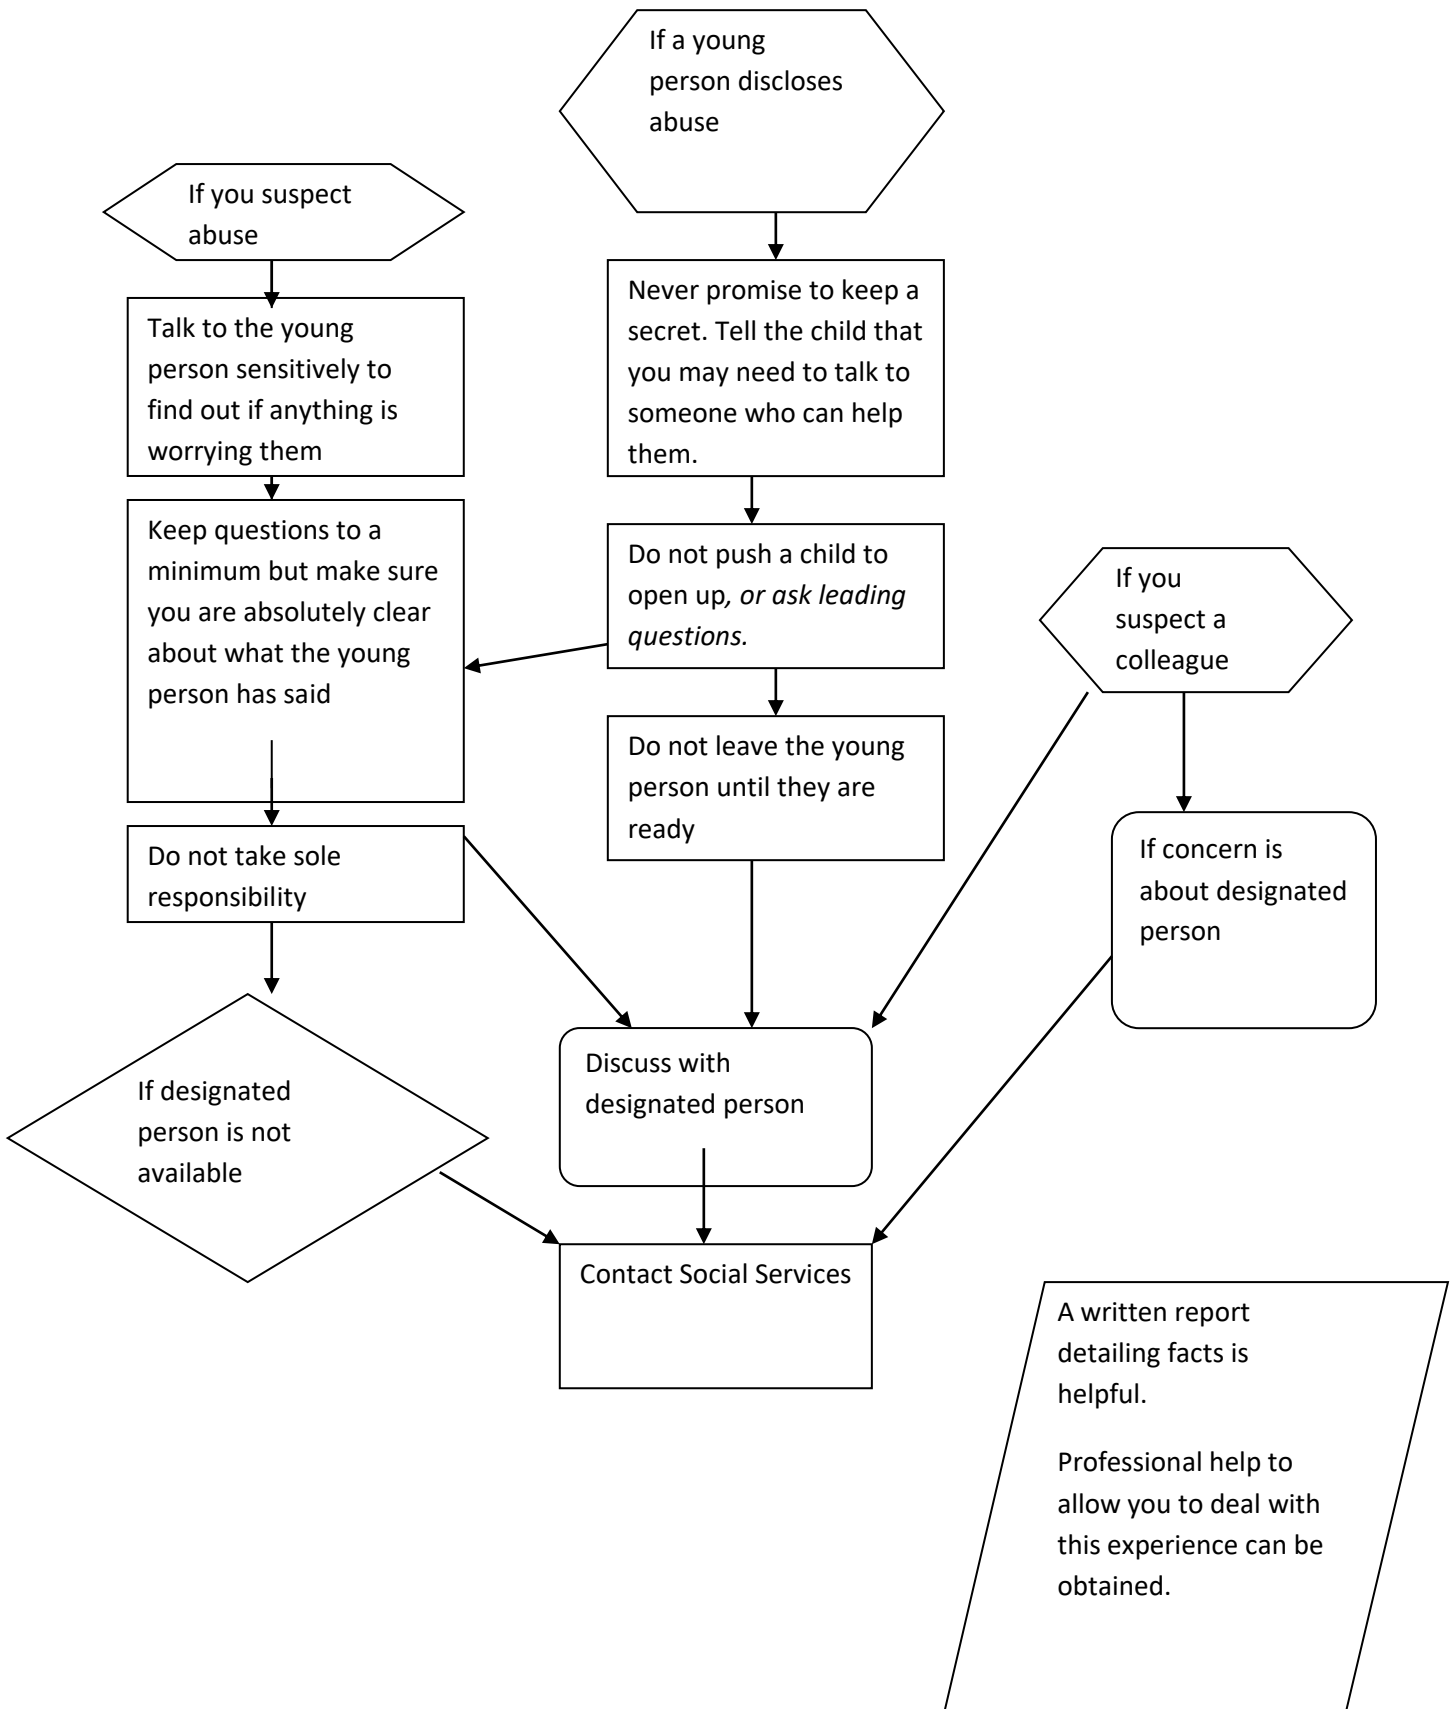 If a young
person discloses
abuse
If you suspect
abuse
Talk to the young
person sensitively to
find out if anything is
worrying them
Never promise to keep a
secret. Tell the child that
you may need to talk to
someone who can help
them.
Keep questions to a
minimum but make sure
you are absolutely clear
about what the young
person has said
Do not push a child to
open up, or ask leading
questions.
If you
suspect a
colleague
Do not leave the young
person until they are
ready
Do not take sole
responsibility
If concern is
about designated
person
If designated
person is not
available
Discuss with
designated person
Contact Social Services
A written report
detailing facts is
helpful.
Professional help to
allow you to deal with
this experience can be
obtained.